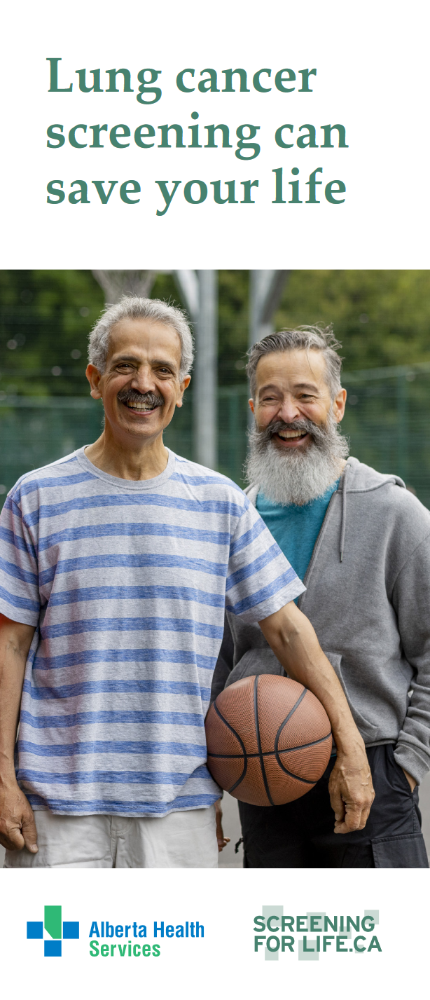 Lung cancer
screening can
save your life
Alberta Health
Services
SCREENING
FOR LIFE.CA